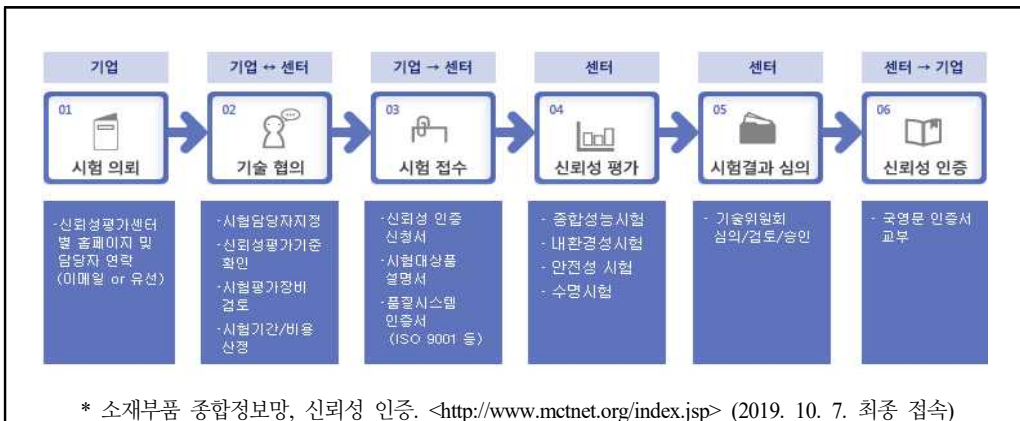 기업
기업 ↔ 센터
기업 → 센터
센터
센터
센터 → 기업
01
시험 의뢰
02
기술 협의
03
시험 접수
04
신뢰성 평가
05
시험결과 심의
06
신뢰성 인증
·신뢰성평가센터
별 홈페이지 및
담당자 연락
(이메일 or 유선)
·시험담당자지정
·신뢰성평가기준
확인
·시험평가장비
검토
·시험기간/비용
산정
·신뢰성 인증
신청서
·시험대상품
설명서
·품질시스템
인증서
(ISO 9001 등)
· 종합성능시험
· 내환경성시험
· 안전성 시험
· 수명시험
· 기술위원회
심의/검토/승인
· 국영문 인증서
교부
* 소재부품 종합정보망, 신뢰성 인증. <http://www.mctnet.org/index.jsp> (2019. 10. 7. 최종 접속)